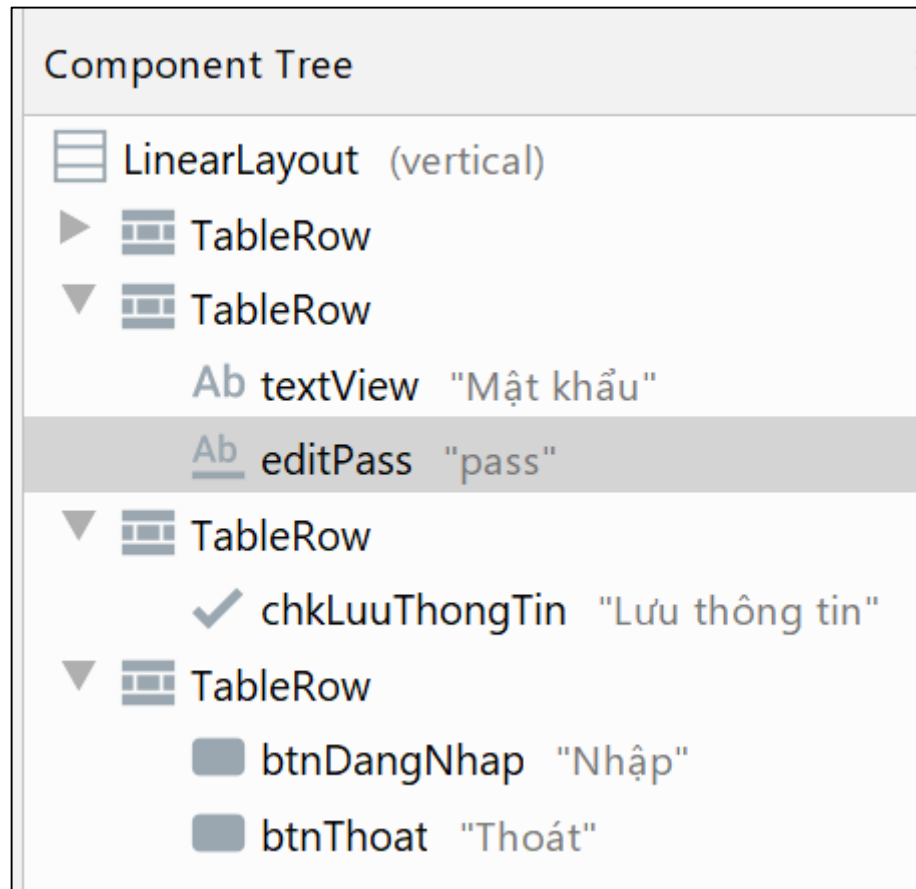 Component Tree
LinearLayout (vertical)
TableRow
TableRow
Ab textView "Mật khẩu"
Ab editPass "pass"
TableRow
chkLuuThongTin "Lưu thông tin"
TableRow
btnDangNhap "Nhập"
btnThoat "Thoát"